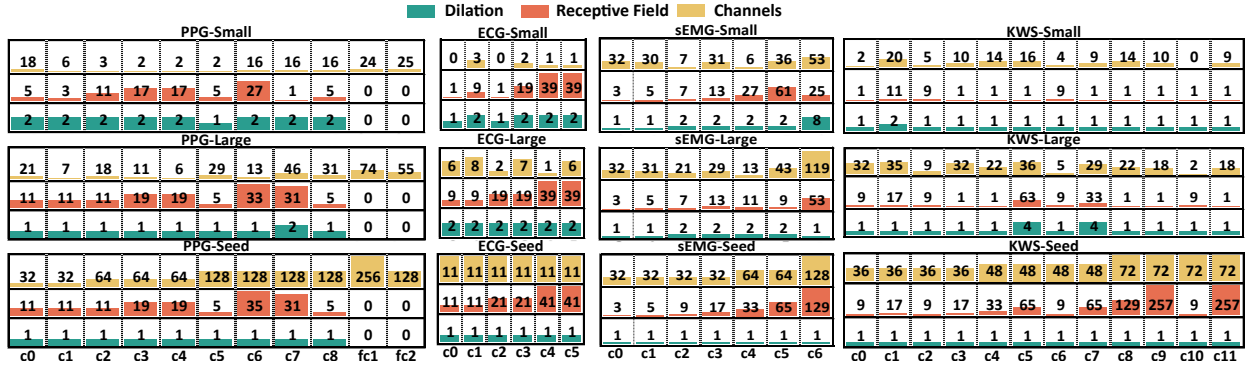 Dilation Receptive Field Channels
PPG-Small ECG-Small sEMG-Small KWS-Small
18 6 3 2 2 2 16 16 16 24 25 0 3 0 2 1 1 32 30 7 31 6 36 53 2 20 5 10 14 16 4 9 14 10 0 9
5 3 11 17 17 5 27 1 5 0 0 1 9 1 19 39 39 3 5 7 13 27 61 25 1 11 9 1 1 1 9 1 1 1 1 1
2 2 2 2 2 1 2 2 2 0 0 1 2 1 2 2 2 1 1 2 2 2 2 8 1 2 1 1 1 1 1 1 1 1 1 1
PPG-Large ECG-Large sEMG-Large KWS-Large
21 7 18 11 6 29 13 46 31 74 55 6 8 2 7 1 6 32 31 21 29 13 43 119 32 35 9 32 22 36 5 29 22 18 2 18
11 11 11 19 19 5 33 31 5 0 0 9 9 19 19 39 39 3 5 7 13 11 9 53 9 17 9 1 1 63 9 33 1 1 9 1
1 1 1 1 1 1 1 2 1 0 0 2 2 2 2 2 2 1 1 2 2 2 2 1 1 1 1 1 1 4 1 4 1 1 1 1
PPG-Seed ECG-Seed sEMG-Seed KWS-Seed
32 32 64 64 64 128 128 128 128 256 128 11 11 11 11 11 11 32 32 32 32 64 64 128 36 36 36 36 48 48 48 48 72 72 72 72
11 11 11 19 19 5 35 31 5 0 0 11 11 21 21 41 41 3 5 9 17 33 65 129 9 17 9 17 33 65 9 65 129 257 9 257
1 1 1 1 1 1 1 1 1 0 0 1 1 1 1 1 1 1 1 1 1 1 1 1 1 1 1 1 1 1 1 1 1 1 1 1
c0 c1 c2 c3 c4 c5 c6 c7 c8 fc1 fc2 c0 c1 c2 c3 c4 c5 c0 c1 c2 c3 c4 c5 c6 c0 c1 c2 c3 c4 c5 c6 c7 c8 c9 c10 c11